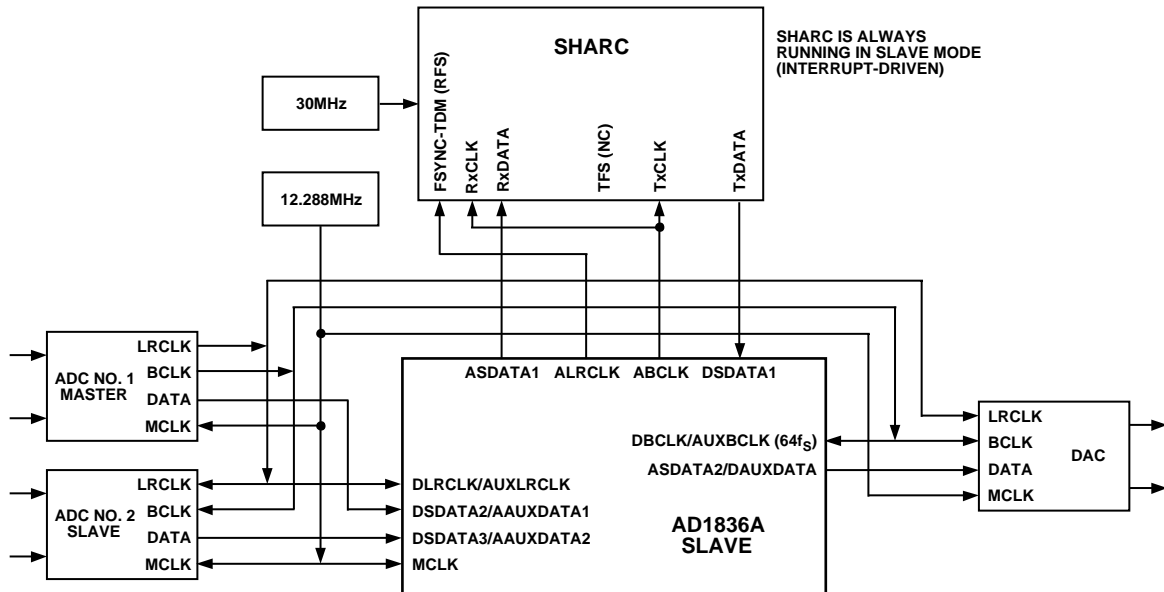 SHARC
SHARC IS ALWAYS
RUNNING IN SLAVE MODE
(INTERRUPT-DRIVEN)
30MHz
12.288MHz
FSYNC-TDM (RFS)
RxCLK
RxDATA
TFS (NC)
TxCLK
TxDATA
ADC NO. 1
MASTER
LRCLK
BCLK
DATA
MCLK
ADC NO. 2
SLAVE
LRCLK
BCLK
DATA
MCLK
ASDATA1 ALRCLK ABCLK DSDATA1
DBCLK/AUXBCLK (64fS)
ASDATA2/DAUXDATA
DLRCLK/AUXLRCLK
DSDATA2/AAUXDATA1
DSDATA3/AAUXDATA2
MCLK
AD1836A
SLAVE
LRCLK
BCLK
DATA
MCLK
DAC